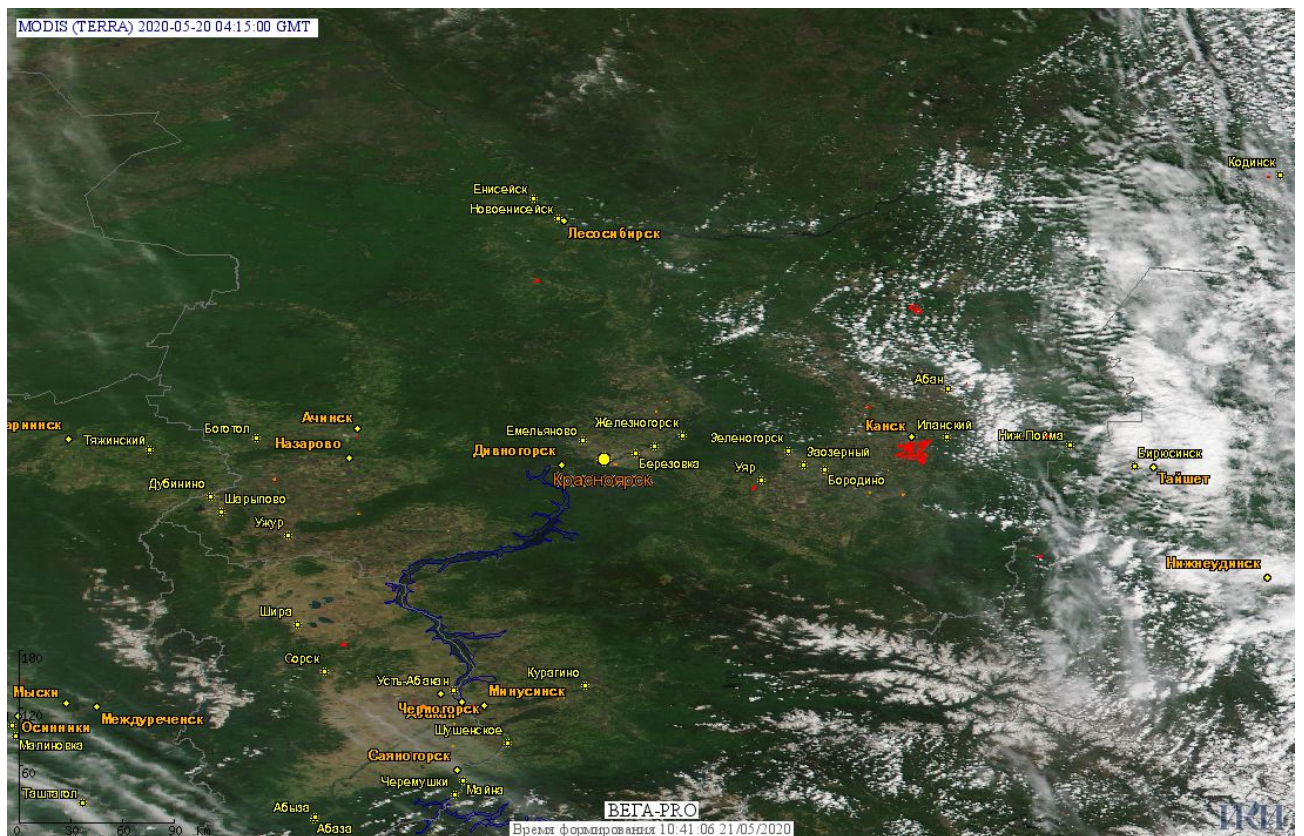 MODIS (TERRA) 2020-05-20 04:15:00 GMT
Кодинск
Енисейск
Новоенисейск
Лесосибирск
Абан
Ачинск
Боготол
Тяжинский
Назарово
Емельяново
Железногорск
Дивногорск
Березовка
Красноярск
Зеленогорск
Заозерный
Уяр
Бородино
Канск
Иланский
Ниж.Пойма
Бирюсинск
Тайшет
Дубинино
Шарыпово
Ужур
Нижнеудинск
Шира
Сорск
Курагино
Усть-Абакан
Минусинск
Черногорск
Шушенское
180
Мыски
120
Осинники
Междуреченск
Малиновка
Саяногорск
60
Черемушки
Майна
Таштагол
Абыза
Абаза
0 30 60 90 km
ВЕГА-PRO
Время формирования 10:41:06 21/05/2020
ИКИ